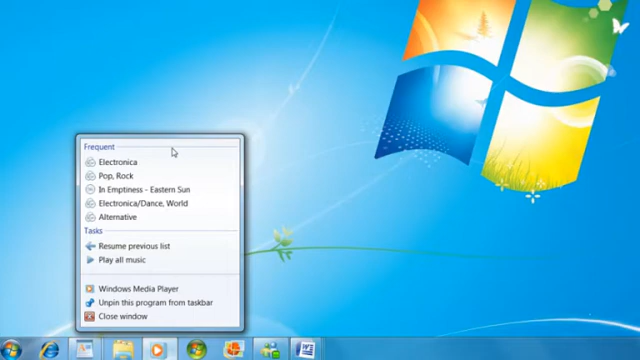 Frequent
Electronica
Pop, Rock
In Emptiness - Eastern Sun
Electronica/Dance, World
Alternative
Tasks
Resume previous list
Play all music
Windows Media Player
Unpin this program from taskbar
Close window